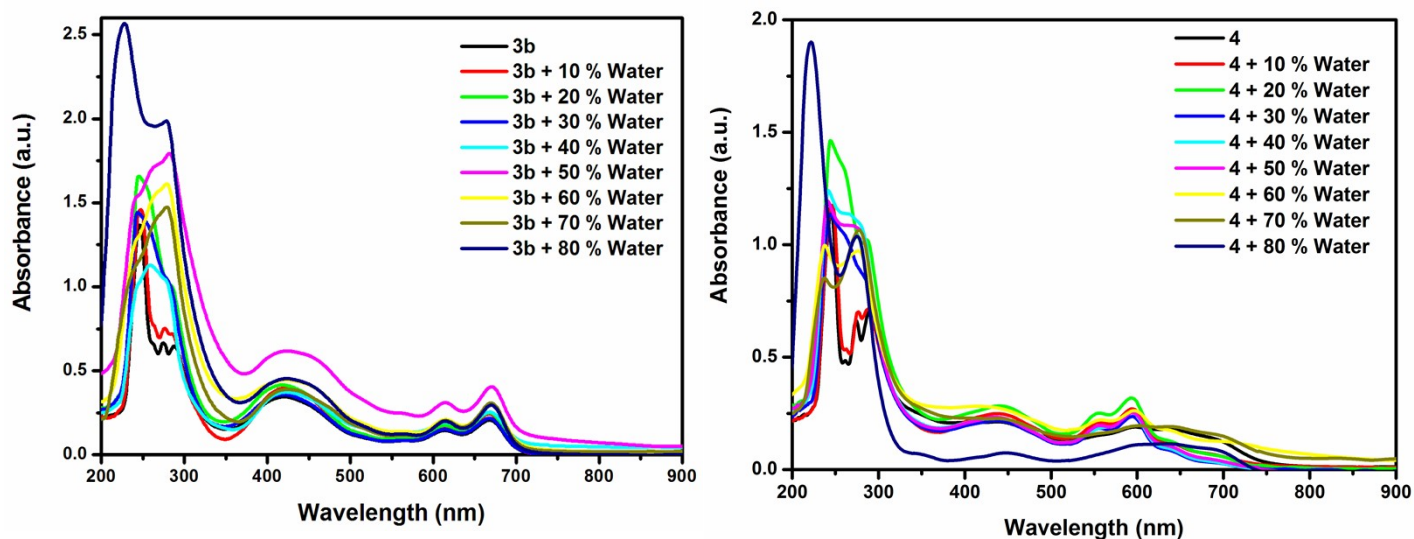 2.5
2.0
1.5
1.0
0.5
0.0
Absorbance (a.u.)
3b
3b + 10 % Water
3b + 20 % Water
3b + 30 % Water
3b + 40 % Water
3b + 50 % Water
3b + 60 % Water
3b + 70 % Water
3b + 80 % Water
200 300 400 500 600 700 800 900
Wavelength (nm)
2.0
1.5
1.0
0.5
0.0
Absorbance (a.u.)
4
4 + 10 % Water
4 + 20 % Water
4 + 30 % Water
4 + 40 % Water
4 + 50 % Water
4 + 60 % Water
4 + 70 % Water
4 + 80 % Water
200 300 400 500 600 700 800 900
Wavelength (nm)